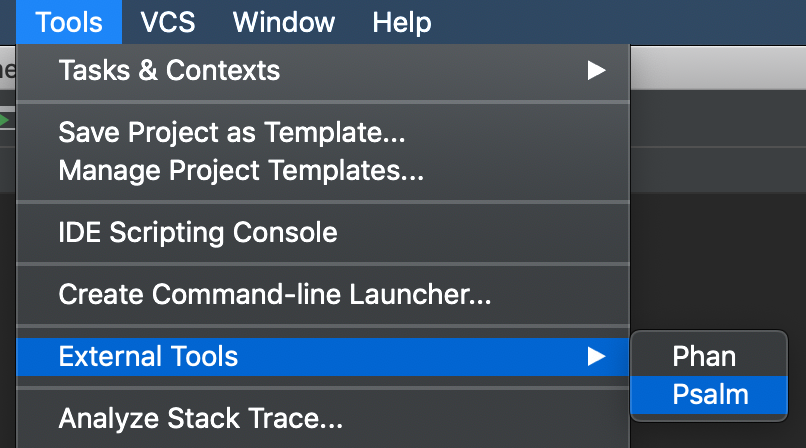 Tools VCS Window Help
Tasks & Contexts
Save Project as Template...
Manage Project Templates...
IDE Scripting Console
Create Command-line Launcher...
External Tools
Phan
Psalm
Analyze Stack Trace...